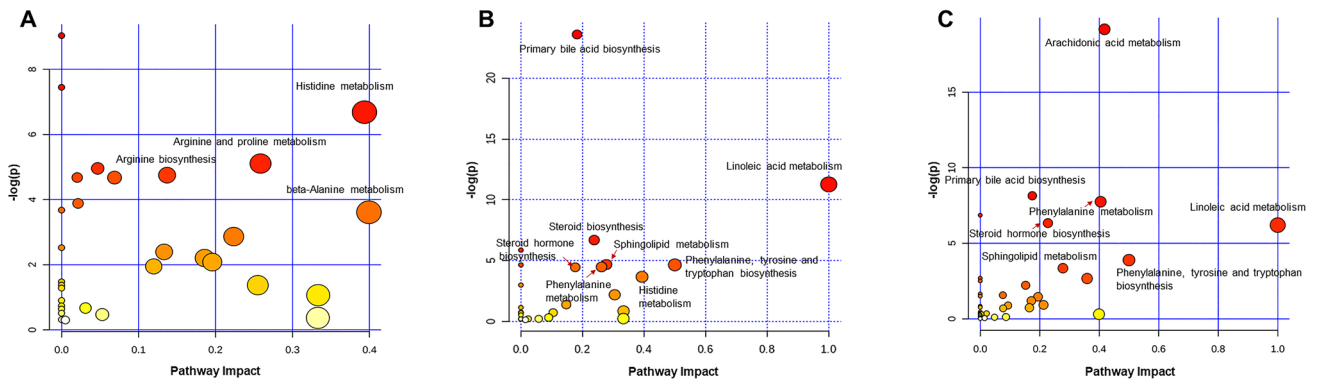 A
Histidine metabolism
Arginine and proline metabolism
Arginine biosynthesis
beta-Alanine metabolism
-log(p)
8
6
4
2
0
0.0 0.1 0.2 0.3 0.4
Pathway Impact
B
Primary bile acid biosynthesis
Linoleic acid metabolism
Steroid biosynthesis
Steroid hormone
biosynthesis
Sphingolipid metabolism
Phenylalanine, tyrosine and
tryptophan biosynthesis
Phenylalanine
metabolism
Histidine
metabolism
-log(p)
20
15
10
5
0
0.0 0.2 0.4 0.6 0.8 1.0
Pathway Impact
C
Arachidonic acid metabolism
Primary bile acid biosynthesis
Phenylalanine metabolism
Linoleic acid metabolism
Steroid hormone biosynthesis
Sphingolipid metabolism
Phenylalanine, tyrosine and tryptophan
biosynthesis
-log(p)
15
10
5
0
0.0 0.2 0.4 0.6 0.8 1.0
Pathway Impact